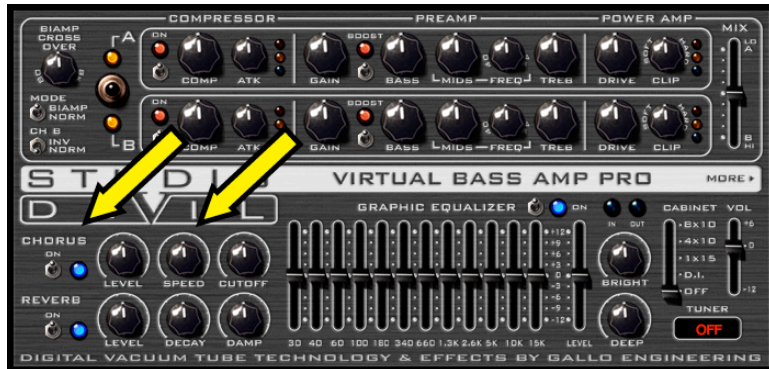 COMPRESSOR PREAMP POWER AMP
BIAMP CROSS OVER A ON BOOST SOFT HARD MIX
LO A
COMP ATK GAIN BASS MIDS FREQ TREB DRIVE CLIP
MODE
BIAMP
NORM
ON BOOST SOFT HARD
CH B
INV
NORM
B COMP ATK GAIN BASS MIDS FREQ TREB DRIVE CLIP
B HI
STUDIO VIRTUAL BASS AMP PRO MORE
DEVIL GRAPHIC EQUALIZER ON IN OUT CABINET VOL
CHORUS
ON
LEVEL SPEED CUTOFF
+12
+9
+6
+3
0
-3
-6
-9
-12
BRIGHT
8x10
4x10
1x15
D.I.
OFF
+6
0
-12
REVERB
ON
LEVEL DECAY DAMP
30 40 60 100 180 340 660 1.3K 2.6K 5K 10K 15K LEVEL
DEEP
TUNER
OFF
DIGITAL VACUUM TUBE TECHNOLOGY & EFFECTS BY GALLO ENGINEERING